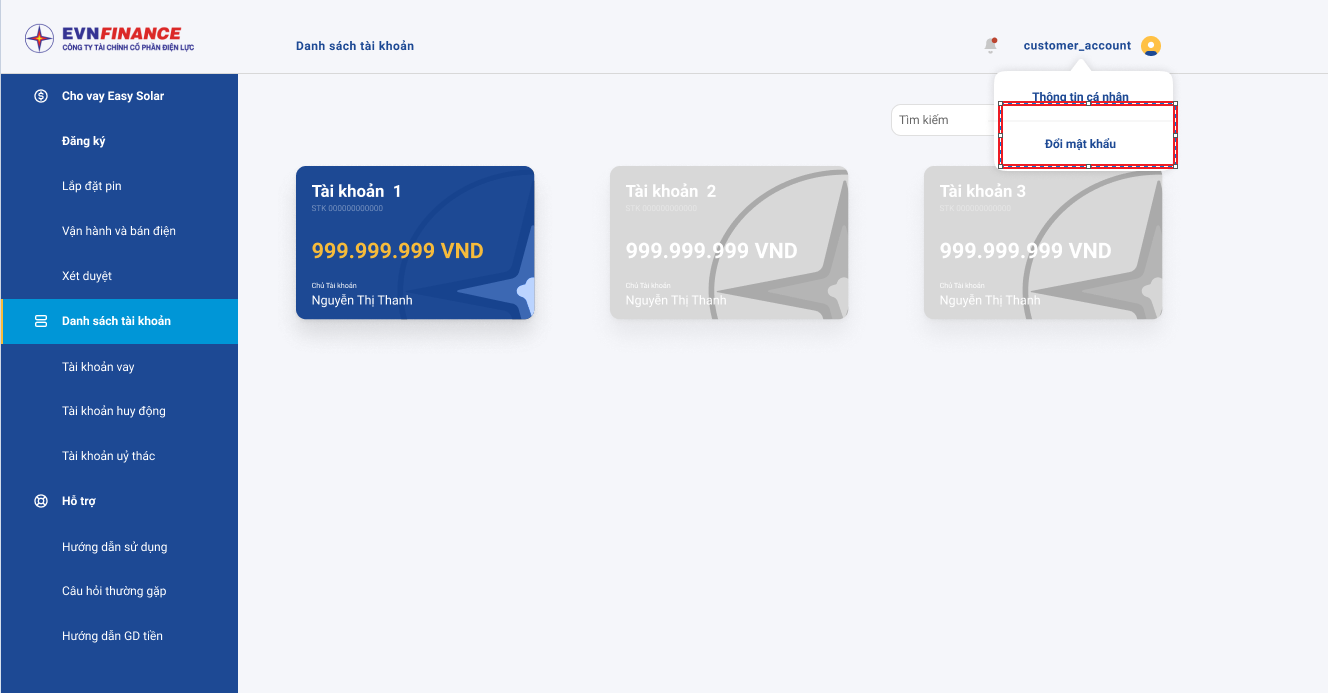 EVNFINANCE
CÔNG TY TÀI CHÍNH CỔ PHẦN ĐIỆN LỰC
Danh sách tài khoản
customer_account
Thông tin cá nhân
Đổi mật khẩu
Tìm kiếm
Cho vay Easy Solar
Đăng ký
Lắp đặt pin
Vận hành và bán điện
Xét duyệt
Danh sách tài khoản
Tài khoản vay
Tài khoản huy động
Tài khoản uỷ thác
Hỗ trợ
Hướng dẫn sử dụng
Câu hỏi thường gặp
Hướng dẫn GD tiền
Tài khoản 1
STK 000000000000
999.999.999 VND
Chủ Tài khoản
Nguyễn Thị Thanh
Tài khoản 2
STK 000000000000
999.999.999 VND
Chủ Tài khoản
Nguyễn Thị Thanh
Tài khoản 3
STK 000000000000
999.999.999 VND
Chủ Tài khoản
Nguyễn Thị Thanh